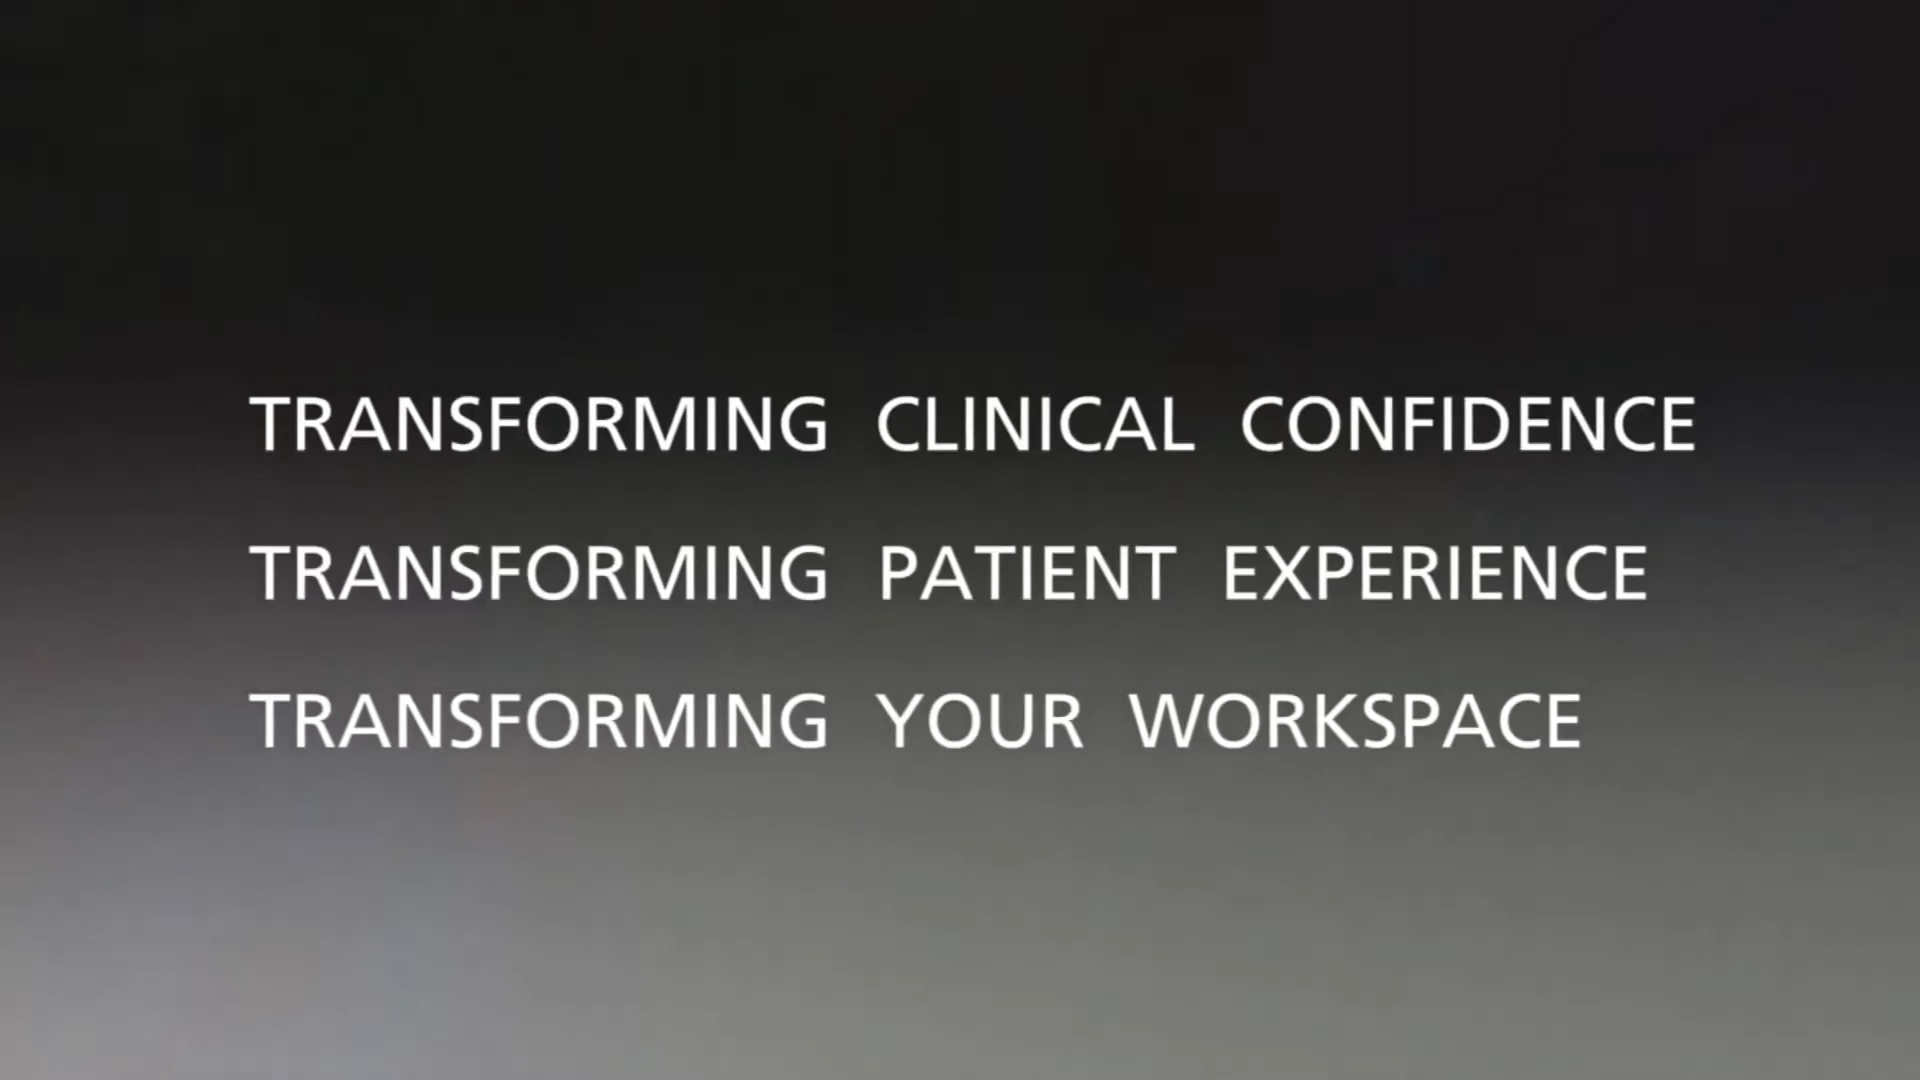 TRANSFORMING CLINICAL CONFIDENCE
TRANSFORMING PATIENT EXPERIENCE
TRANSFORMING YOUR WORKSPACE